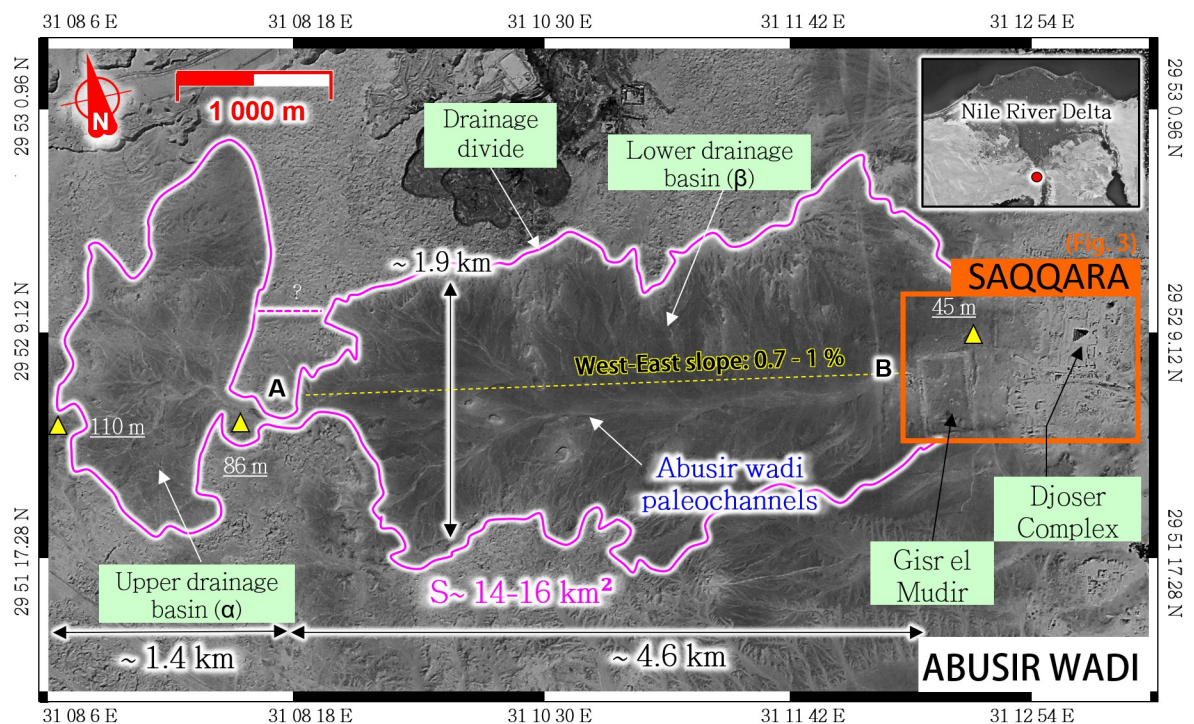 31 08 6 E
31 08 18 E
31 10 30 E
31 11 42 E
31 12 54 E
29 53 0.96 N
29 53 0.96 N
N
1 000 m
Drainage
divide
Lower drainage
basin (β)
Nile River Delta
(Fig. 3)
SAQQARA
~ 1.9 km
?
45 m
29 52 9.12 N
29 52 9.12 N
West-East slope: 0.7 - 1 %
A
B
110 m
86 m
Abusir wadi
paleochannels
Djoser
Complex
Gisr el
Mudir
29 51 17.28 N
29 51 17.28 N
Upper drainage
basin (α)
S~ 14-16 km²
~ 1.4 km
~ 4.6 km
ABUSIR WADI
31 08 6 E
31 08 18 E
31 10 30 E
31 11 42 E
31 12 54 E